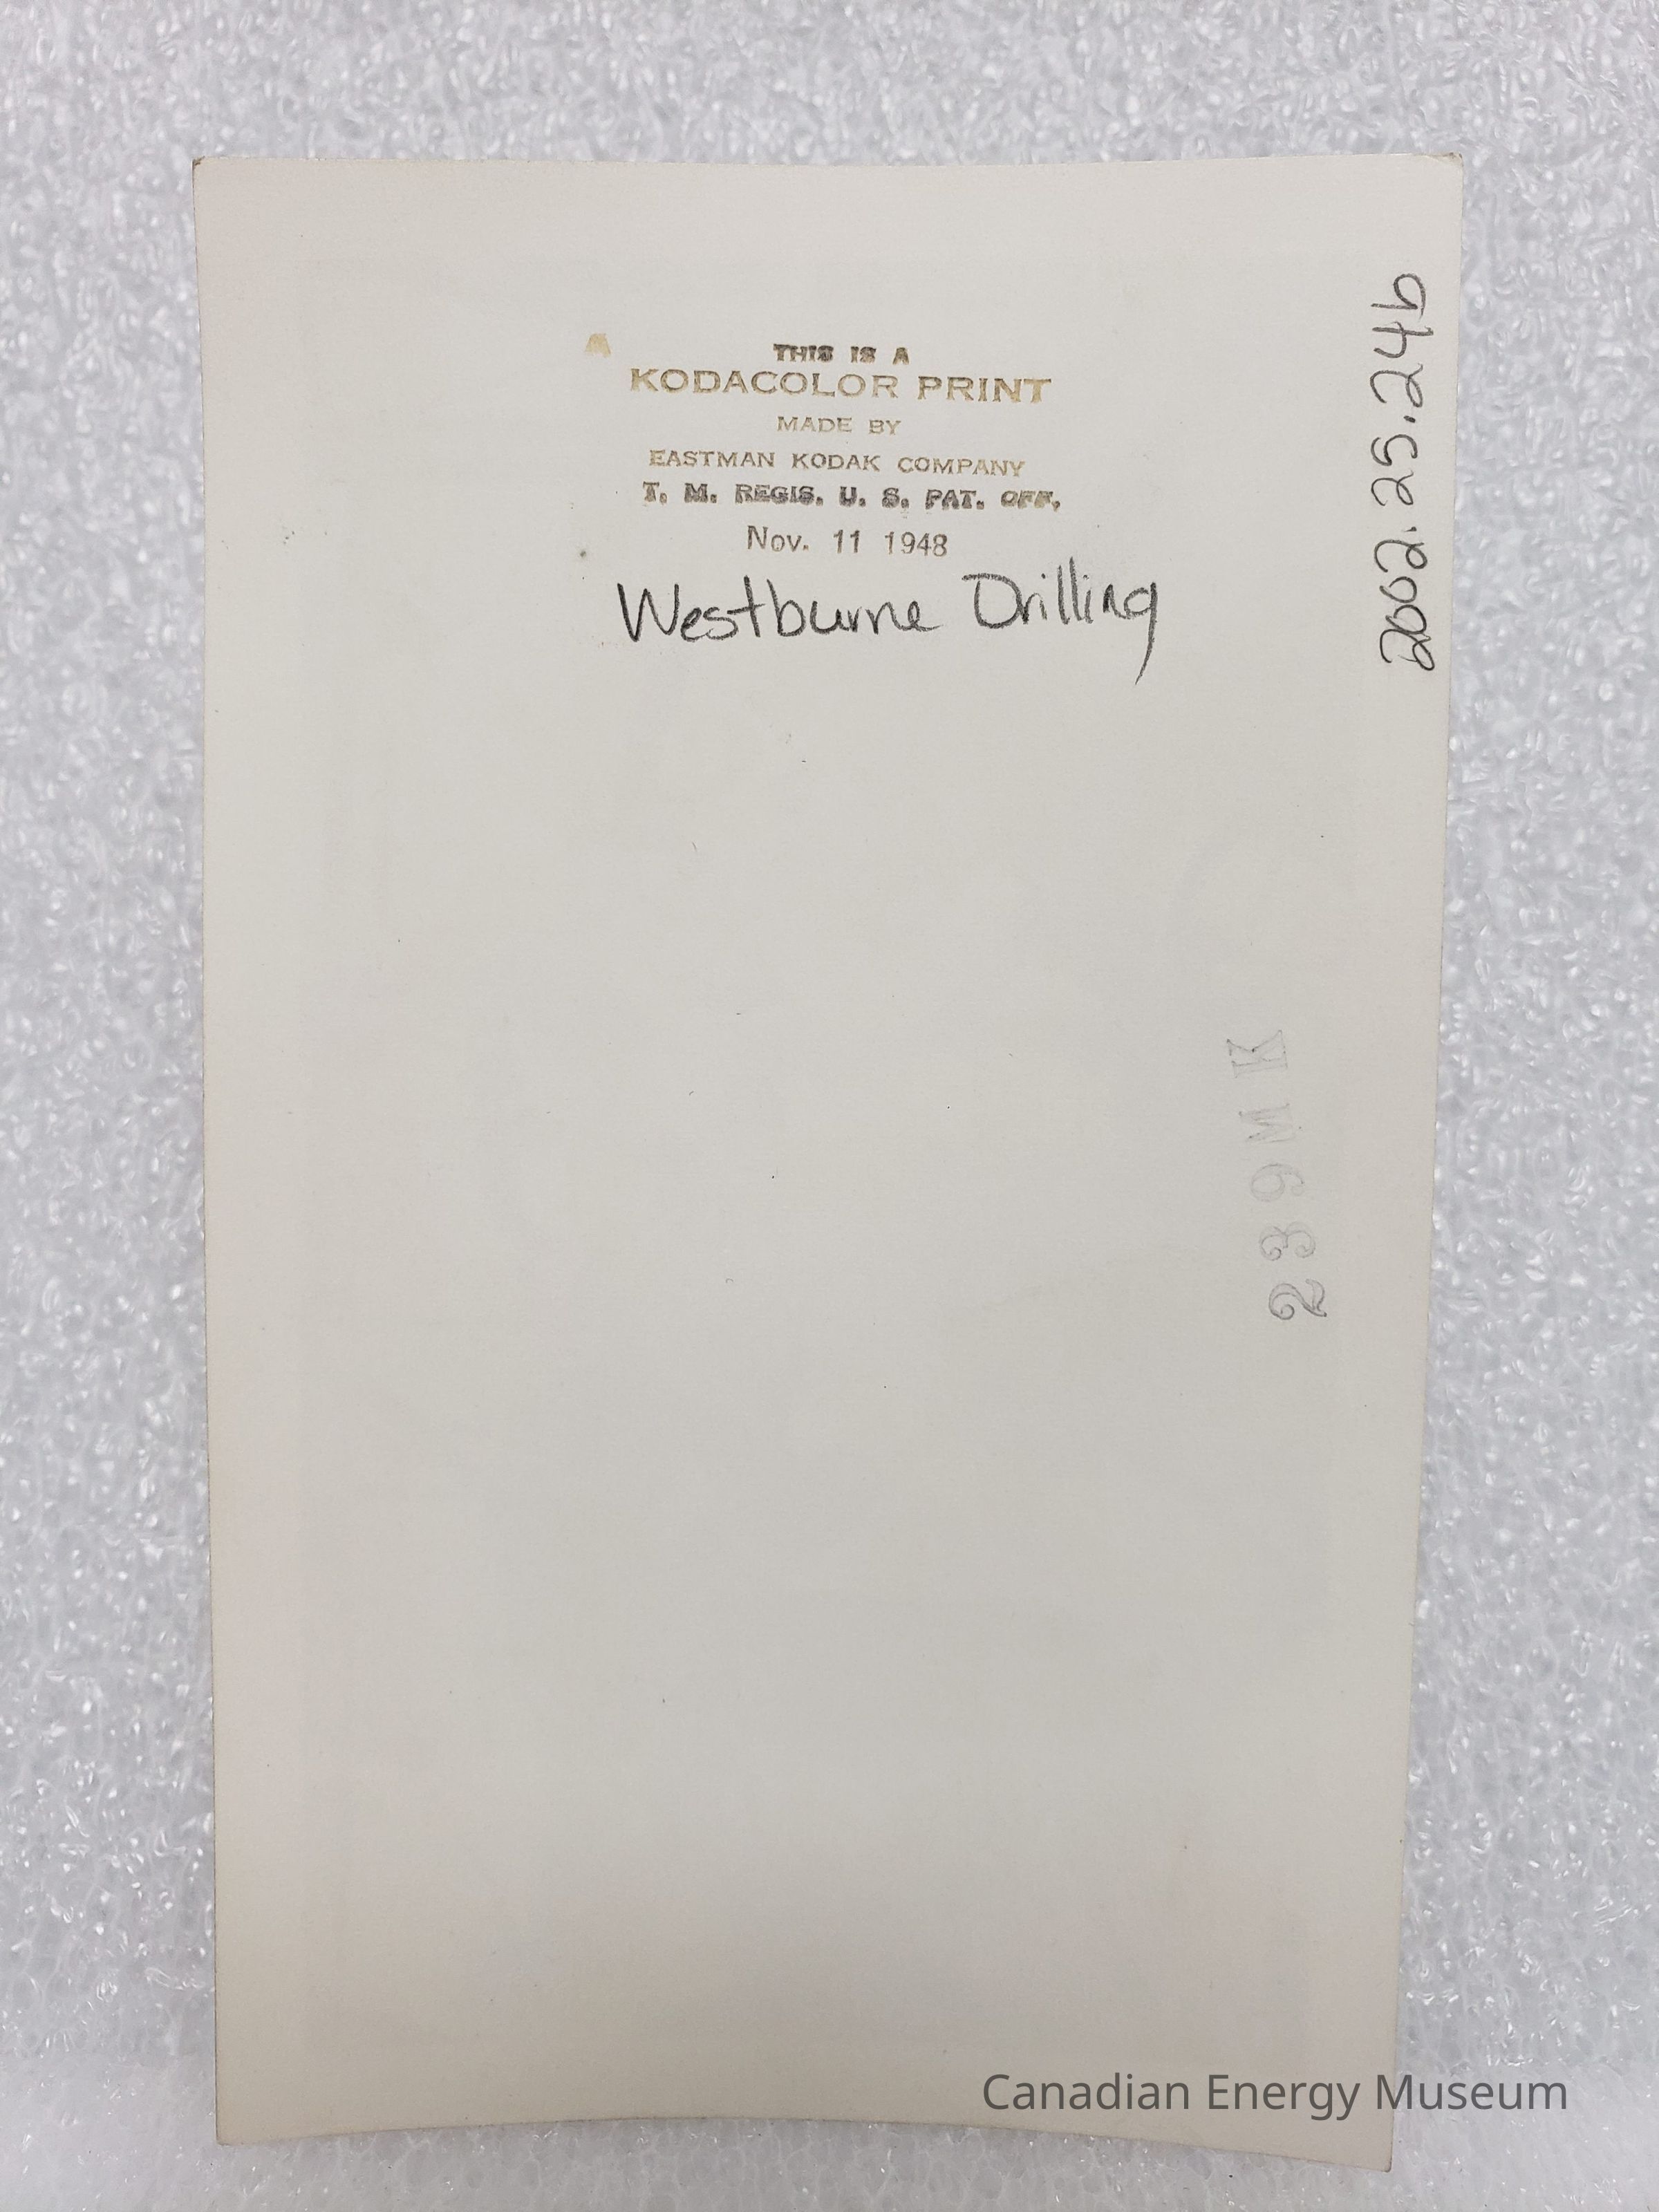 A
THIS IS A
KODACOLOR PRINT
MADE BY
EASTMAN KODAK COMPANY
T. M. REGIS. U. S. PAT. OFF.
Nov. 11 1948
Westburne Drilling
2002.25.24b
239MK
Canadian Energy Museum